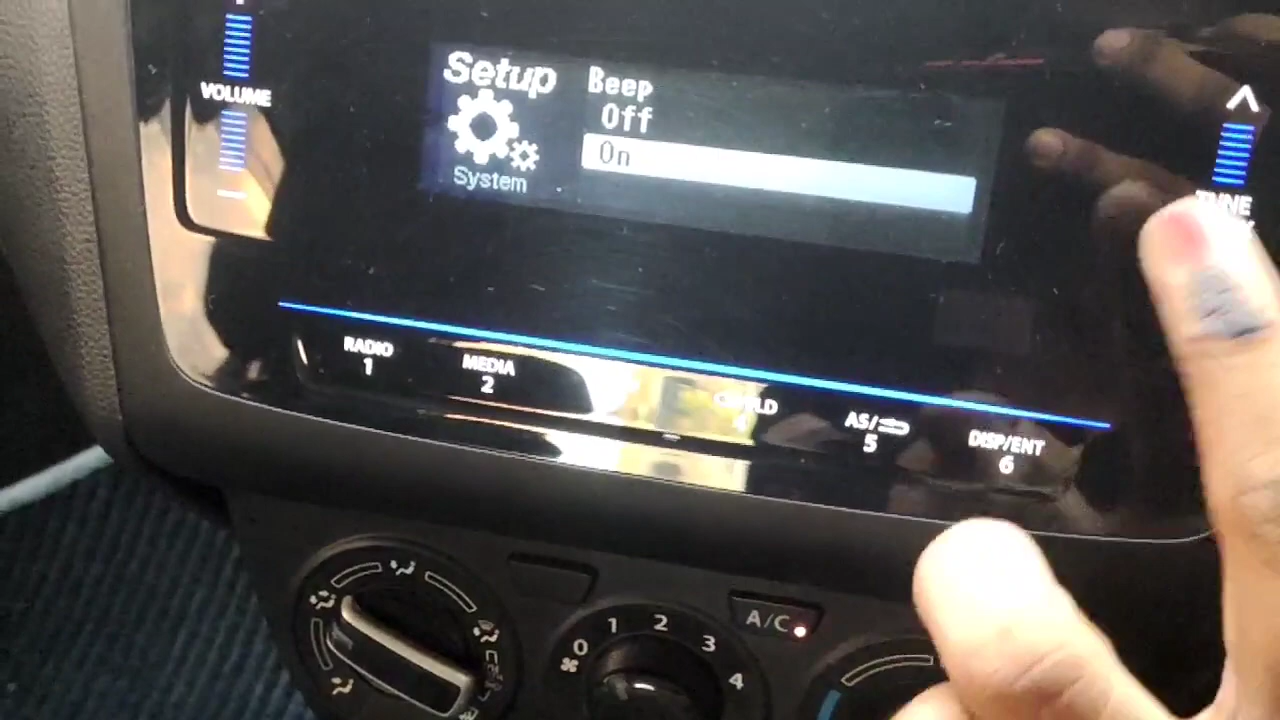 VOLUME
Setup
System
Beep
Off
On
TUNE
RADIO
1
MEDIA
2
AS/
5
DISP/ENT
6
0
1
2
3
4
A/C